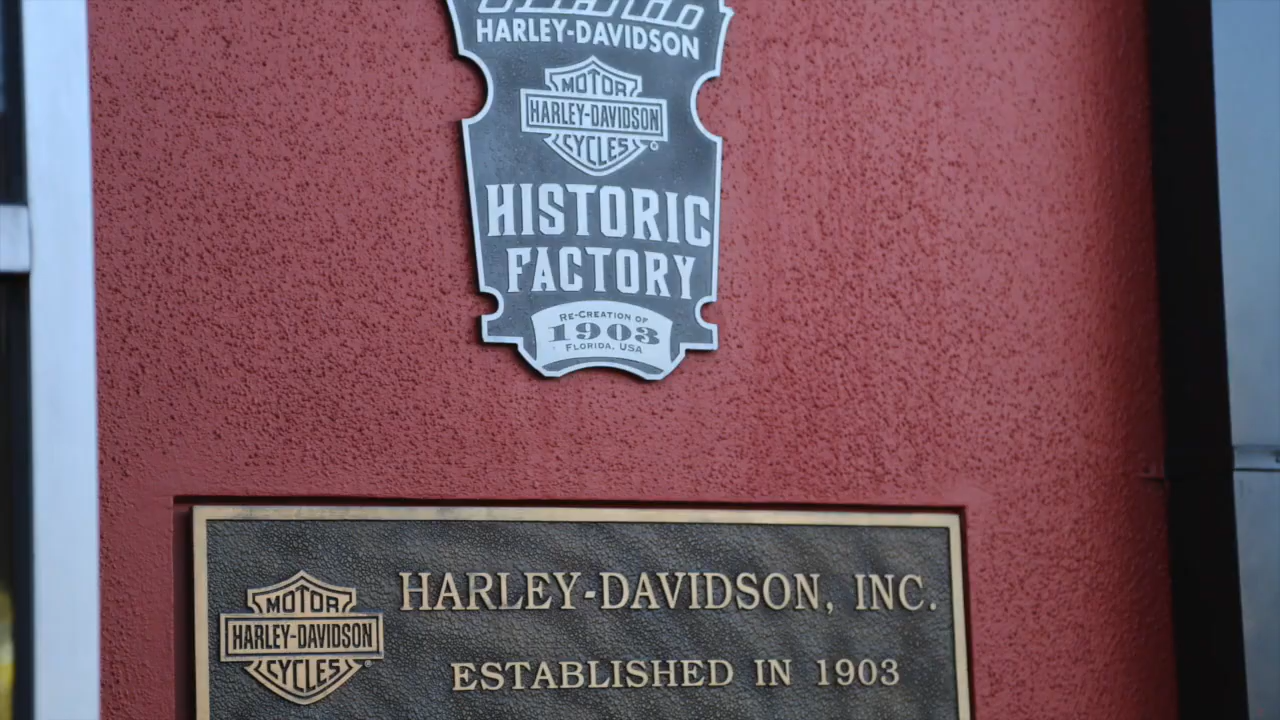 HARLEY-DAVIDSON
MOTOR
HARLEY-DAVIDSON
CYCLES
HISTORIC
FACTORY
RE-CREATION OF
1903
FLORIDA, USA
HARLEY-DAVIDSON, INC.
MOTOR
HARLEY-DAVIDSON
CYCLES
ESTABLISHED IN 1903